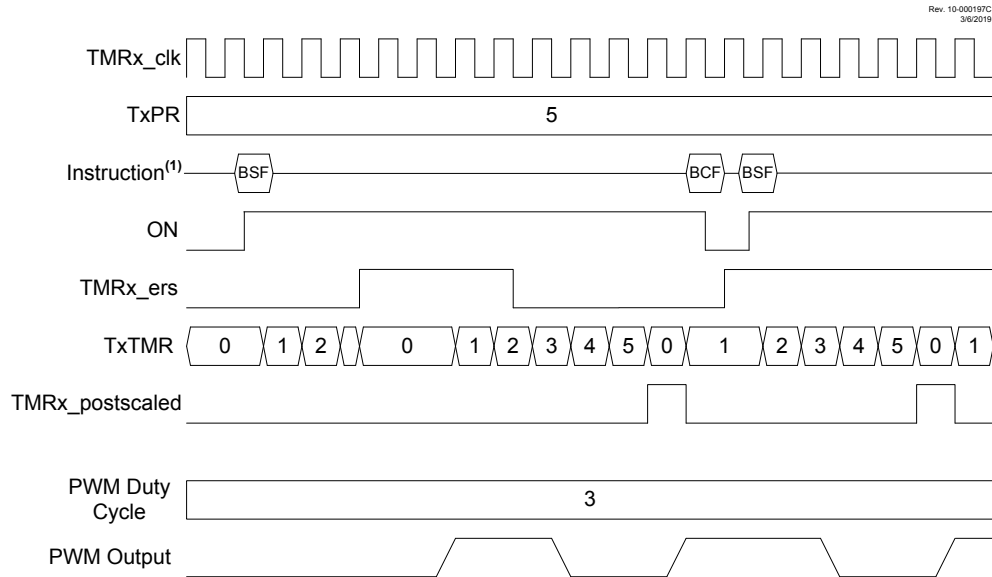 Rev. 10-000197C
3/6/2019
TMRx_clk
TxPR
5
Instruction(1)
BSF
BCF
BSF
ON
TMRx_ers
TxTMR
0 1 2 0 1 2 3 4 5 0 1 2 3 4 5 0 1
TMRx_postscaled
PWM Duty
Cycle
3
PWM Output